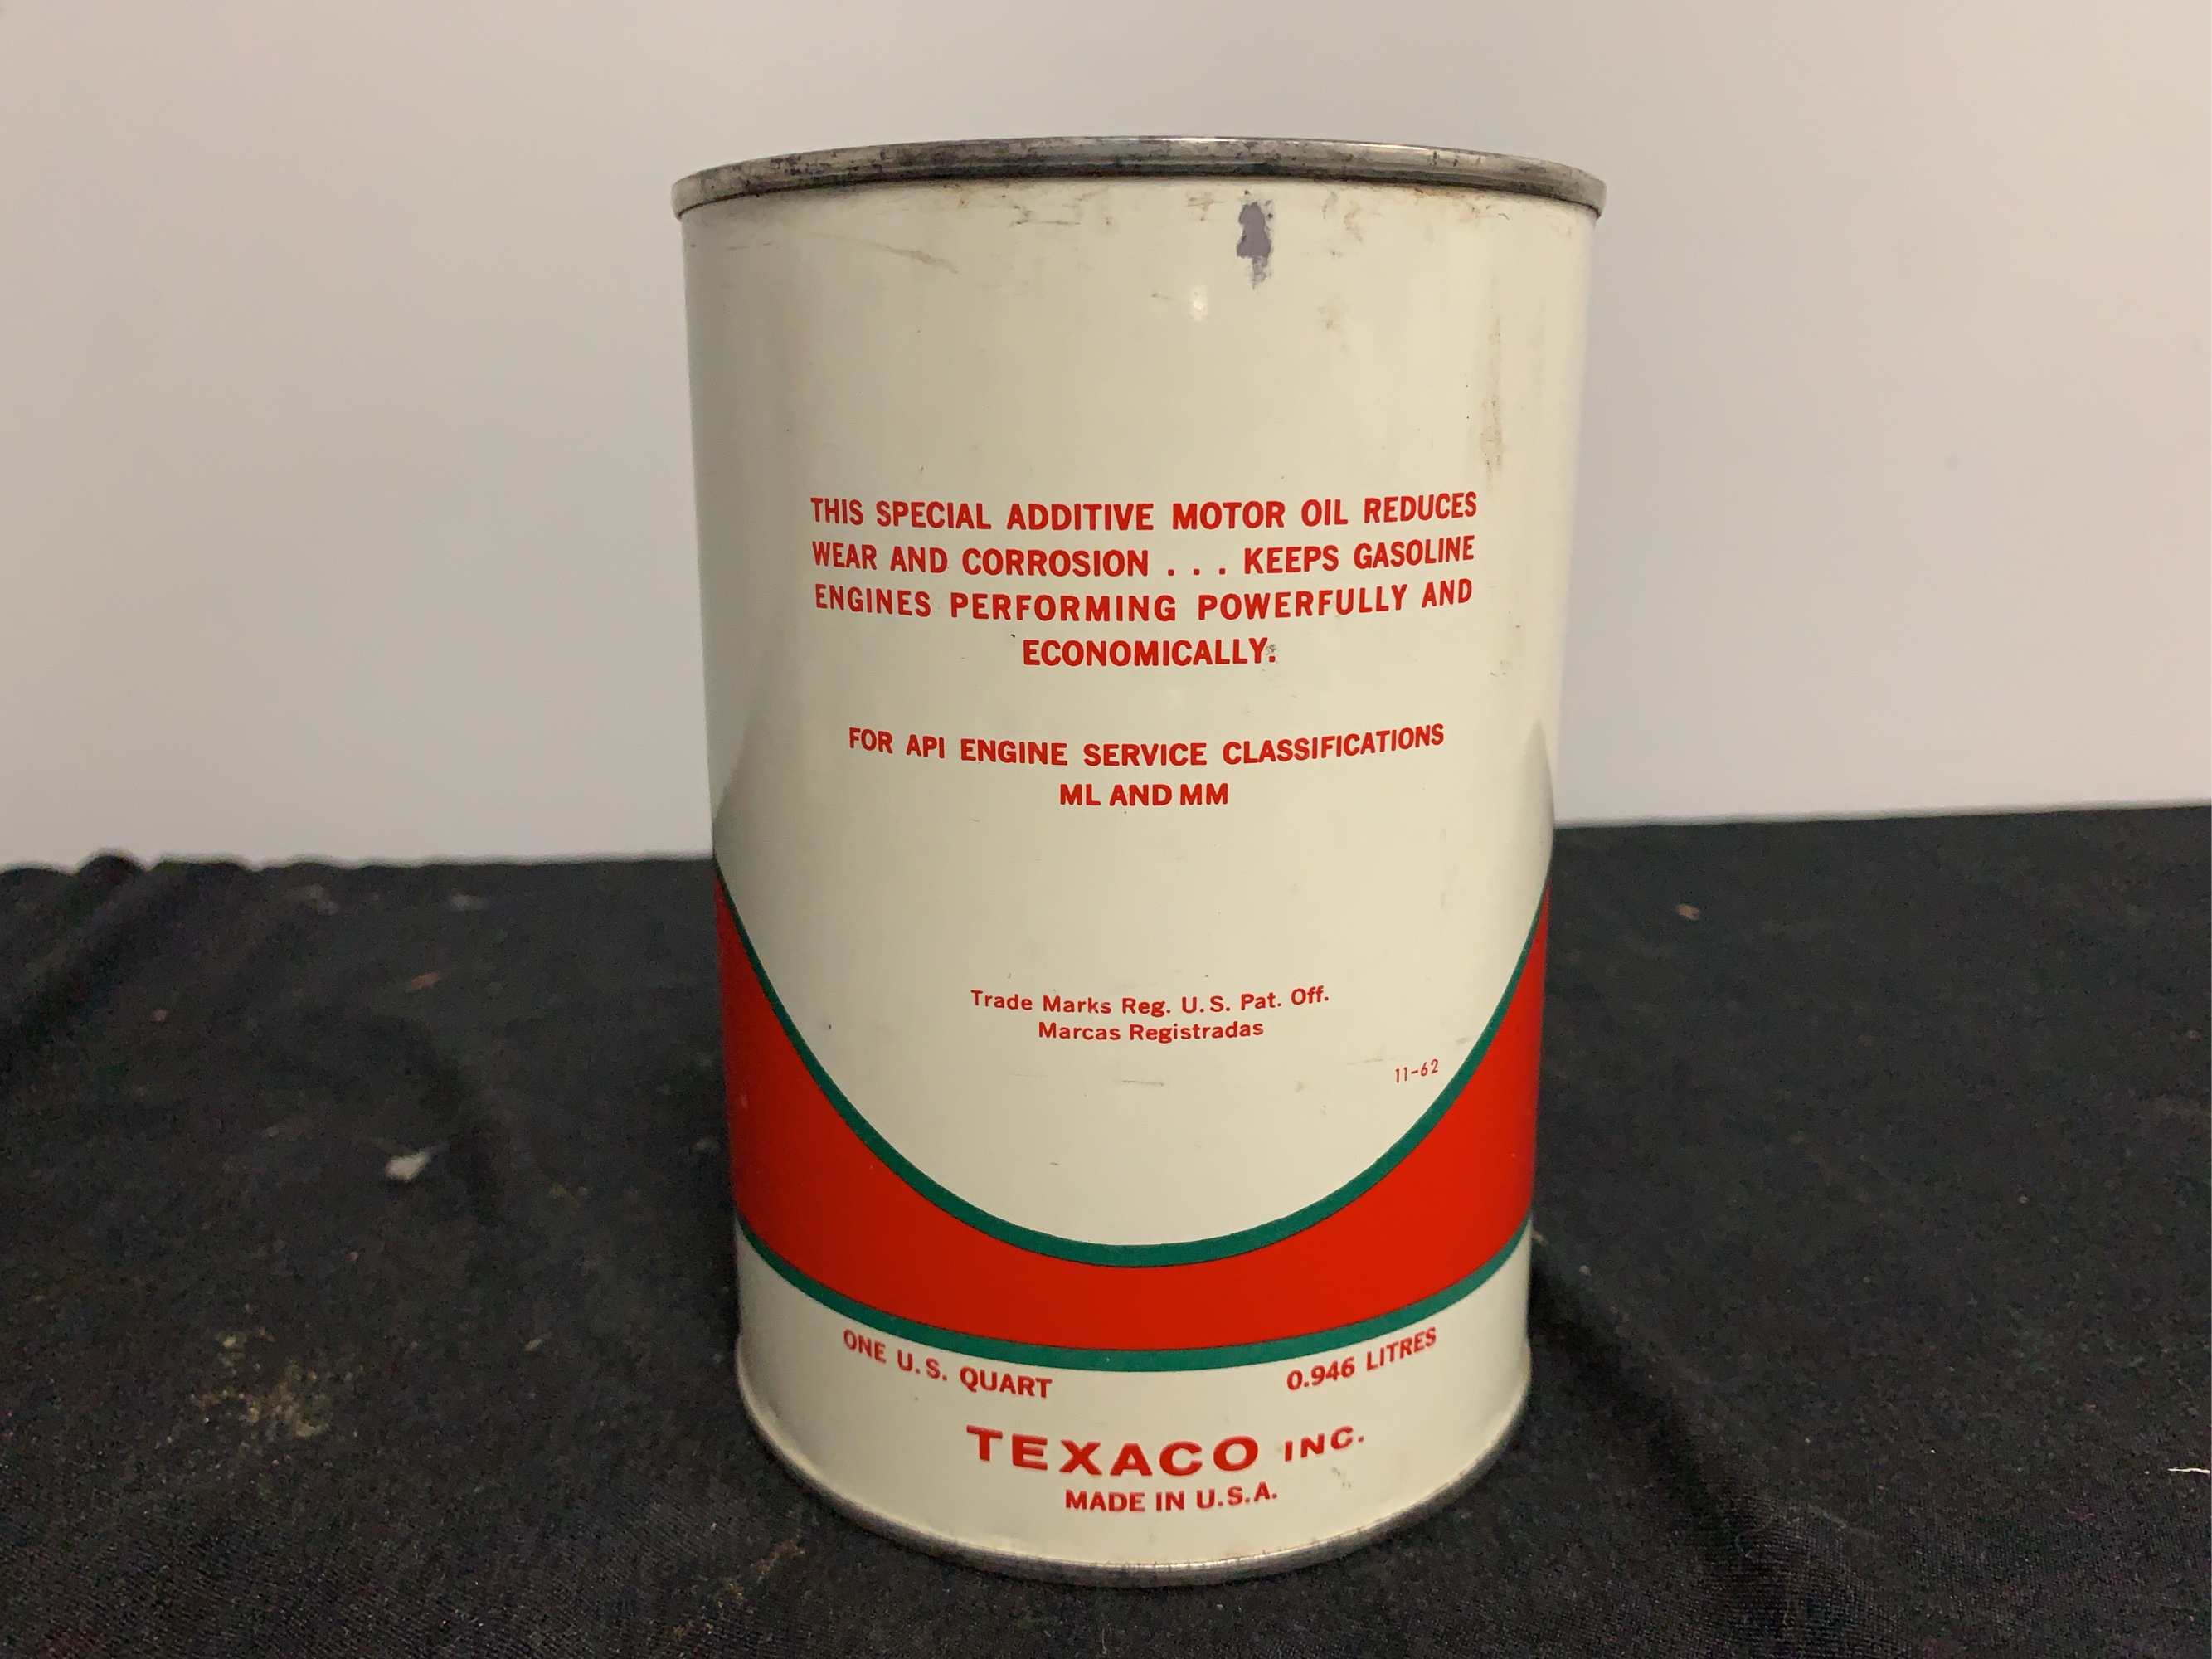 THIS SPECIAL ADDITIVE MOTOR OIL REDUCES
WEAR AND CORROSION . . . KEEPS GASOLINE
ENGINES PERFORMING POWERFULLY AND
ECONOMICALLY.
FOR API ENGINE SERVICE CLASSIFICATIONS
ML AND MM
Trade Marks Reg. U.S. Pat. Off.
Marcas Registradas
11-62
ONE U.S. QUART 0.946 LITRES
TEXACO INC.
MADE IN U.S.A.